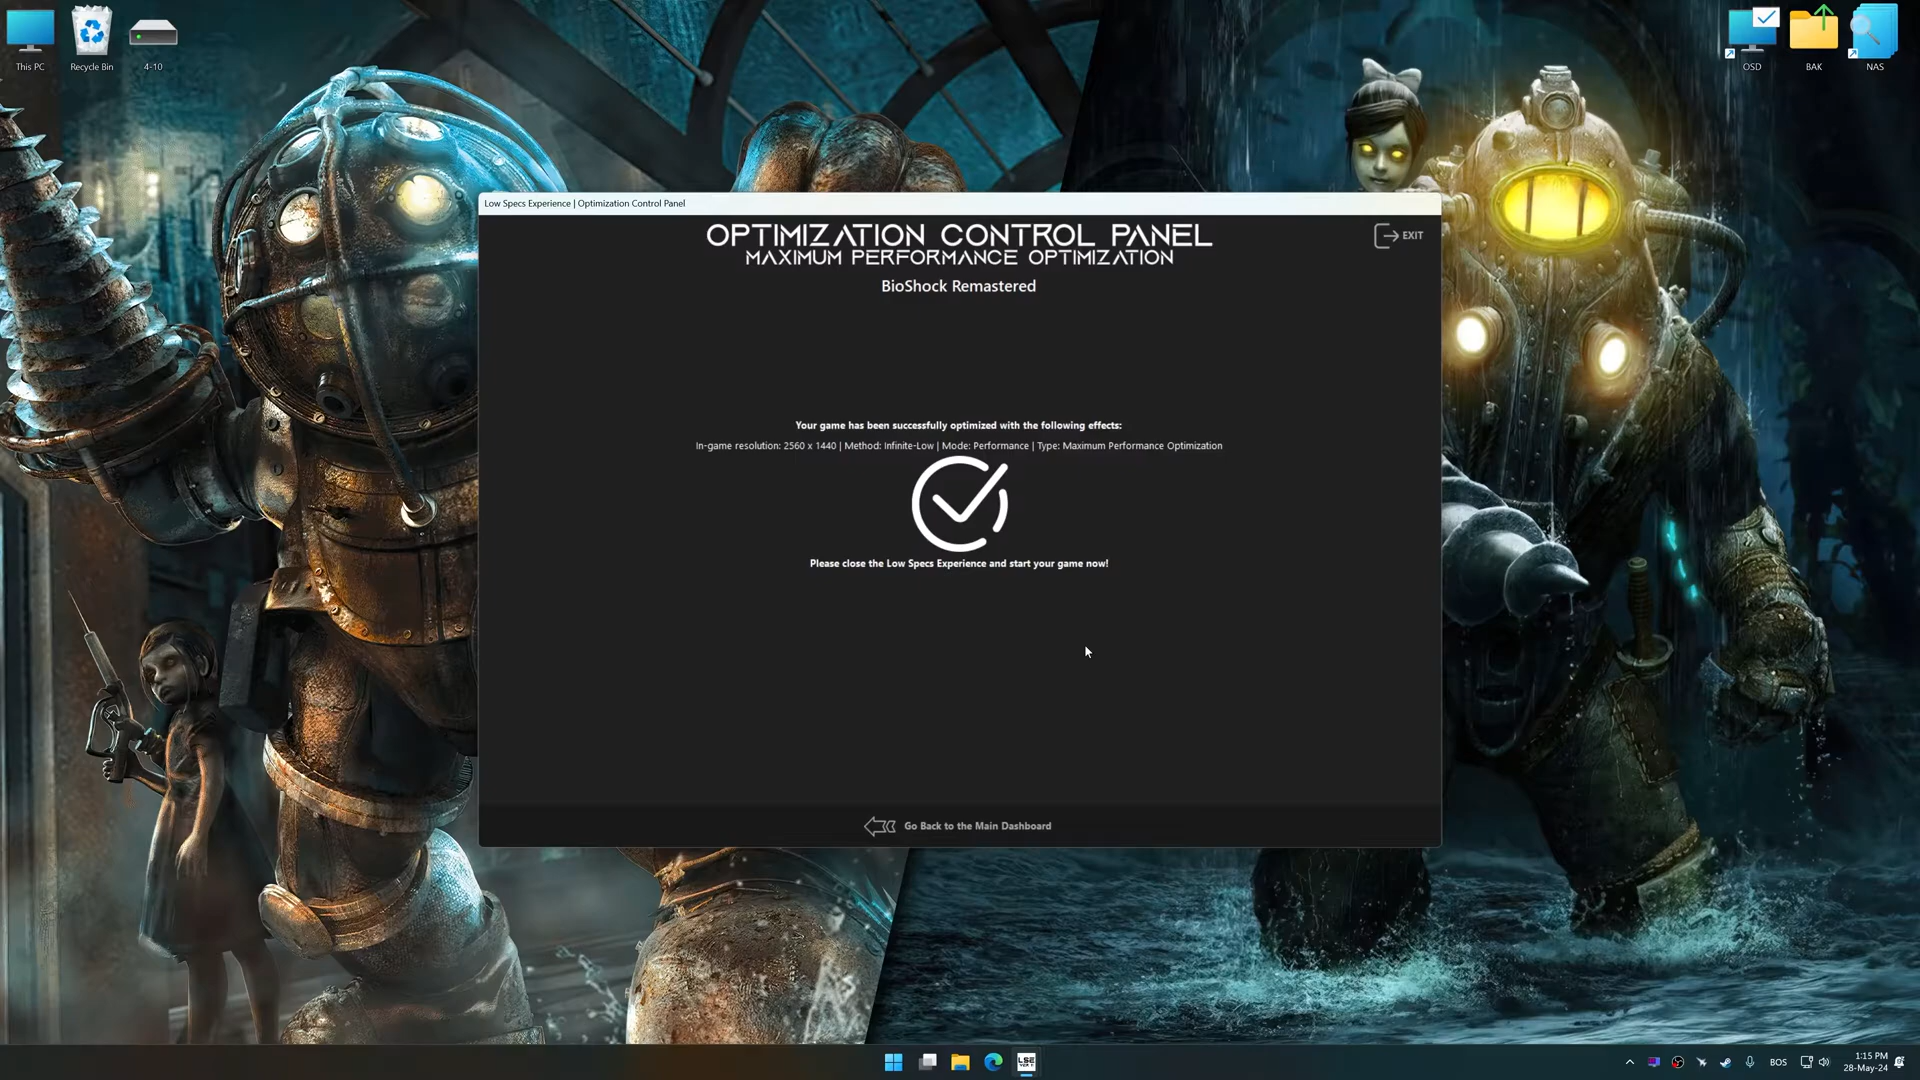 This PC
Recycle Bin
4-10
OSD
BAK
NAS
Low Specs Experience | Optimization Control Panel
OPTIMIZATION CONTROL PANEL
MAXIMUM PERFORMANCE OPTIMIZATION
EXIT
BioShock Remastered
Your game has been successfully optimized with the following effects:
In-game resolution: 2560 x 1440 | Method: Infinite-Low | Mode: Performance | Type: Maximum Performance Optimization
Please close the Low Specs Experience and start your game now!
Go Back to the Main Dashboard
LSE
BOS
1:15 PM
28-May-24